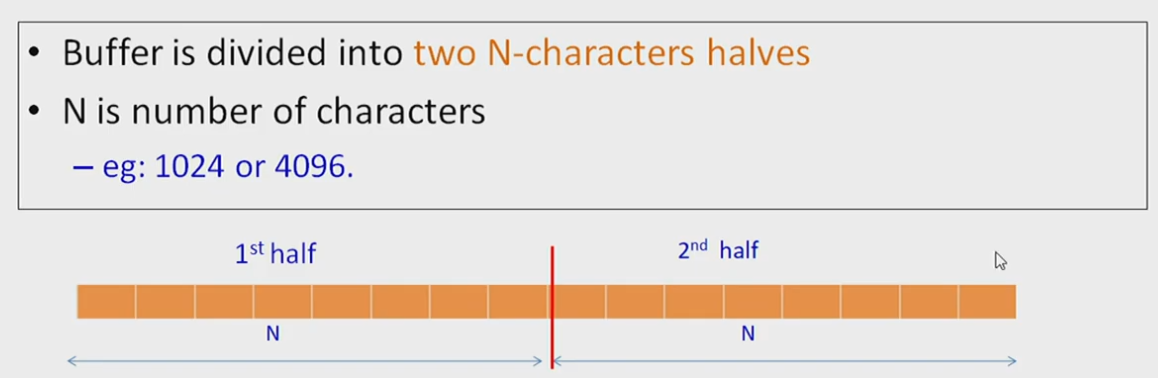 • Buffer is divided into two N-characters halves
• N is number of characters
– eg: 1024 or 4096.
1st half 2nd half
N N